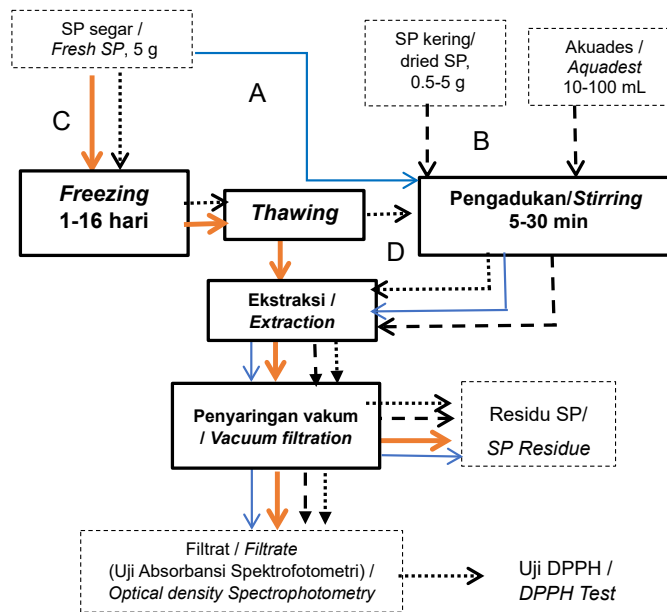 SP segar /
Fresh SP, 5 g
SP kering/
dried SP,
0.5-5 g
Akuades /
Aquadest
10-100 mL
A
C
B
Freezing
1-16 hari
Thawing
Pengadukan/Stirring
5-30 min
D
Ekstraksi /
Extraction
Penyaringan vakum
/ Vacuum filtration
Residu SP/
SP Residue
Filtrat / Filtrate
(Uji Absorbansi Spektrofotometri) /
Optical density Spectrophotometry
Uji DPPH /
DPPH Test